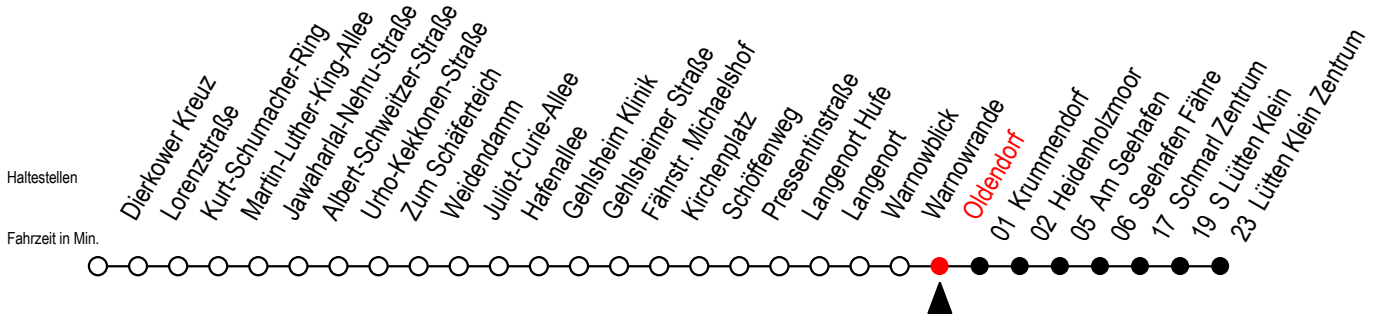 Haltestellen
Fahrzeit in Min.
Dierkower Kreuz
Lorenzstraße
Kurt-Schumacher-Ring
Martin-Luther-King-Allee
Jawaharlal-Nehru-Straße
Albert-Schweitzer-Straße
Urho-Kekkonen-Straße
Zum Schäferteich
Weidendamm
Juliot-Curie-Allee
Hafenallee
Gehlsheim Klinik
Gehlsheimer Straße
Fährstr. Michaelshof
Kirchenplatz
Schöffenweg
Pressentinstraße
Langenort Hufe
Langenort
Warnowblick
Warnowrande
Oldendorf
01 Krummendorf
02 Heidenholzmoor
05 Am Seehafen
06 Seehafen Fähre
17 Schmarl Zentrum
19 S Lütten Klein
23 Lütten Klein Zentrum